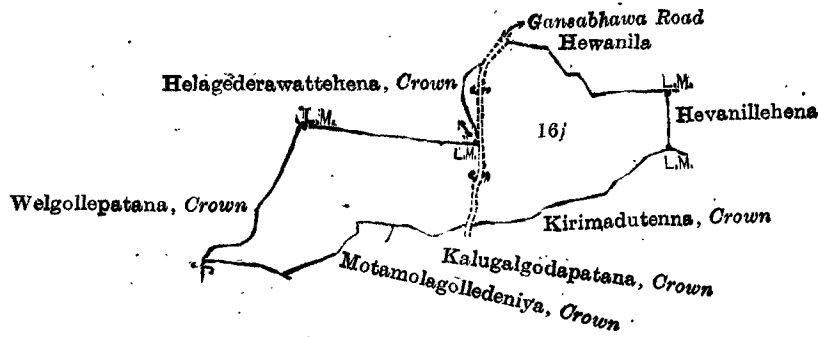 Gansabhawa Road
Hewanila
Helagederawattehena, Crown
L.M.
Hevanillehena
L.M.
16j
L.M.
L.M.
Welgollepatana, Crown
Kirimadutenna, Crown
Kalugalgodapatana, Crown
Motamolagolledeniya, Crown